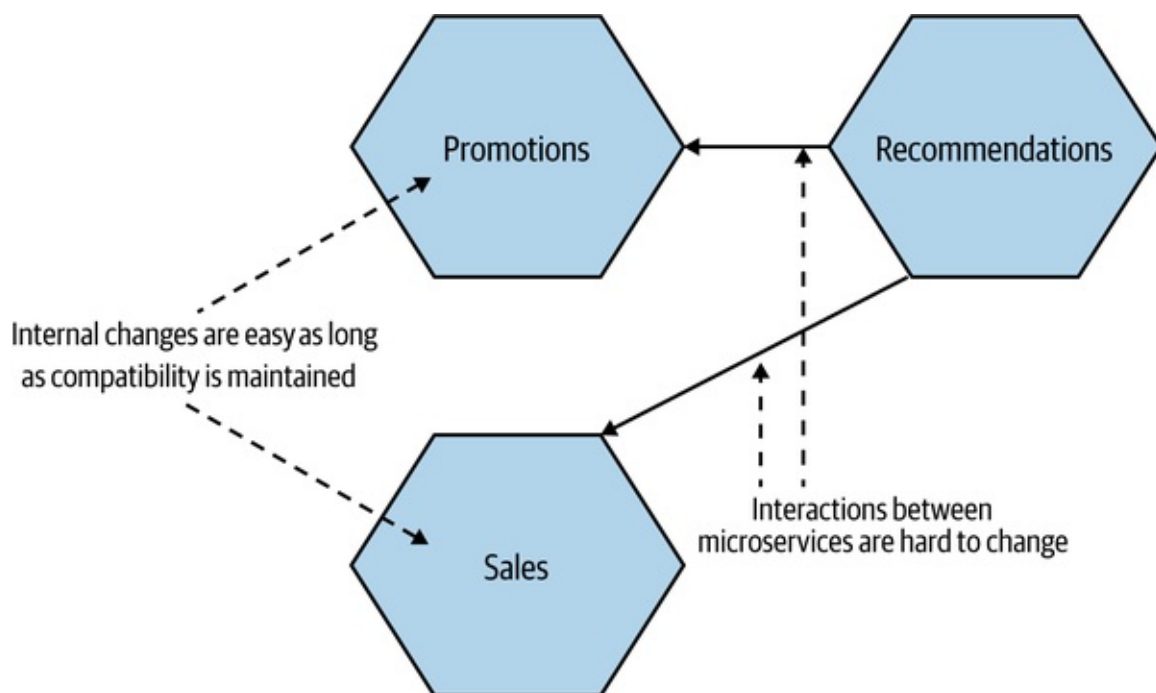 Promotions
Recommendations
Internal changes are easy as long
as compatibility is maintained
Interactions between
microservices are hard to change
Sales